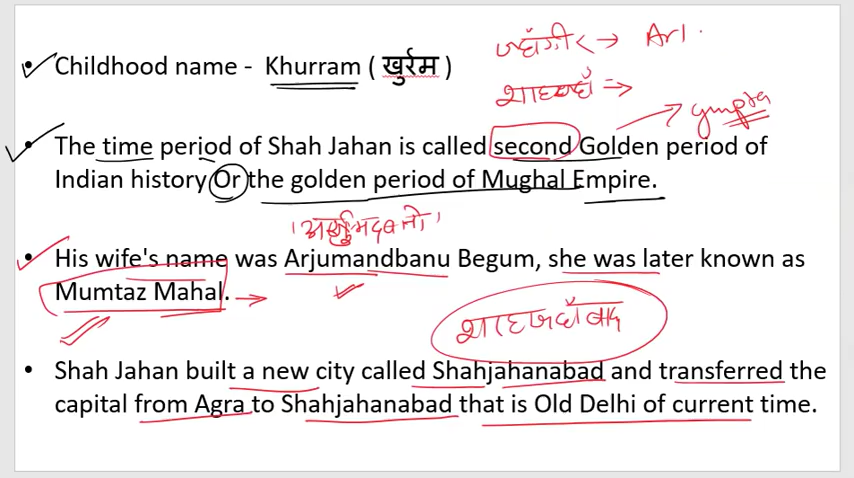 जहाँगीर → Art
शाहजहाँ →
• Childhood name - Khurram ( खुर्रम )
gupta
• The time period of Shah Jahan is called second Golden period of
Indian history Or the golden period of Mughal Empire.
• His wife's name was Arjumandbanu Begum, she was later known as
Mumtaz Mahal. →
शाहजहाँबाद
• Shah Jahan built a new city called Shahjahanabad and transferred the
capital from Agra to Shahjahanabad that is Old Delhi of current time.